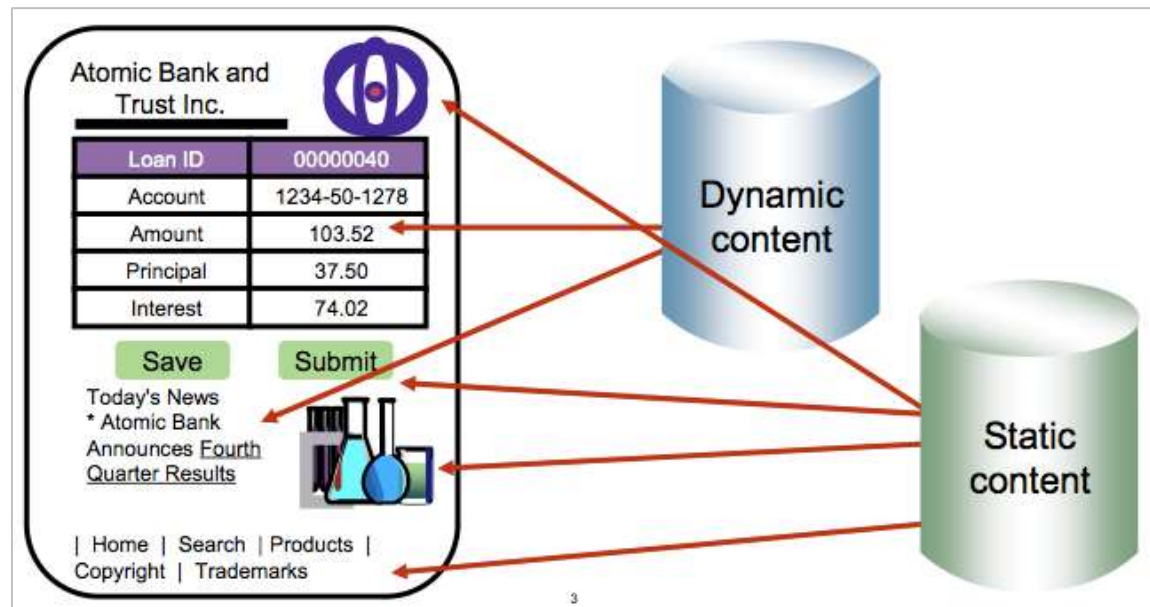 Atomic Bank and
Trust Inc.
Loan ID 00000040
Account 1234-50-1278
Amount 103.52
Principal 37.50
Interest 74.02
Save Submit
Today's News
* Atomic Bank
Announces Fourth
Quarter Results
| Home | Search | Products |
Copyright | Trademarks
Dynamic
content
Static
content
3